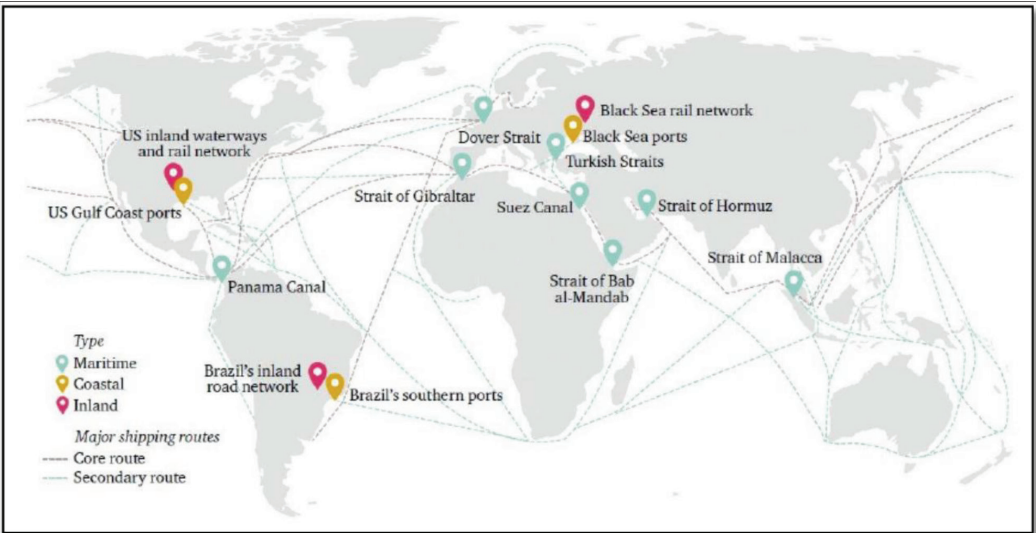 Black Sea rail network
Dover Strait
Black Sea ports
US inland waterways
and rail network
Turkish Straits
Strait of Gibraltar
Suez Canal
Strait of Hormuz
US Gulf Coast ports
Strait of Malacca
Panama Canal
Strait of Bab
al-Mandab
Type
Maritime
Coastal
Inland
Brazil's inland
road network
Brazil's southern ports
Major shipping routes
Core route
Secondary route